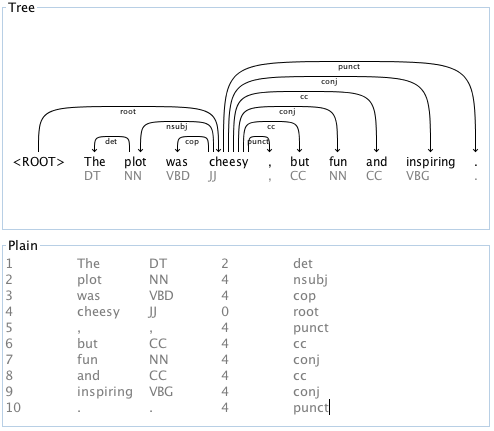 Tree
punct
conj
cc
root conj
nsubj cc
det cop punct
<ROOT> The plot was cheesy , but fun and inspiring .
DT NN VBD JJ , CC NN CC VBG .
Plain
1 The DT 2 det
2 plot NN 4 nsubj
3 was VBD 4 cop
4 cheesy JJ 0 root
5 , , 4 punct
6 but CC 4 cc
7 fun NN 4 conj
8 and CC 4 cc
9 inspiring VBG 4 conj
10 . . 4 punct